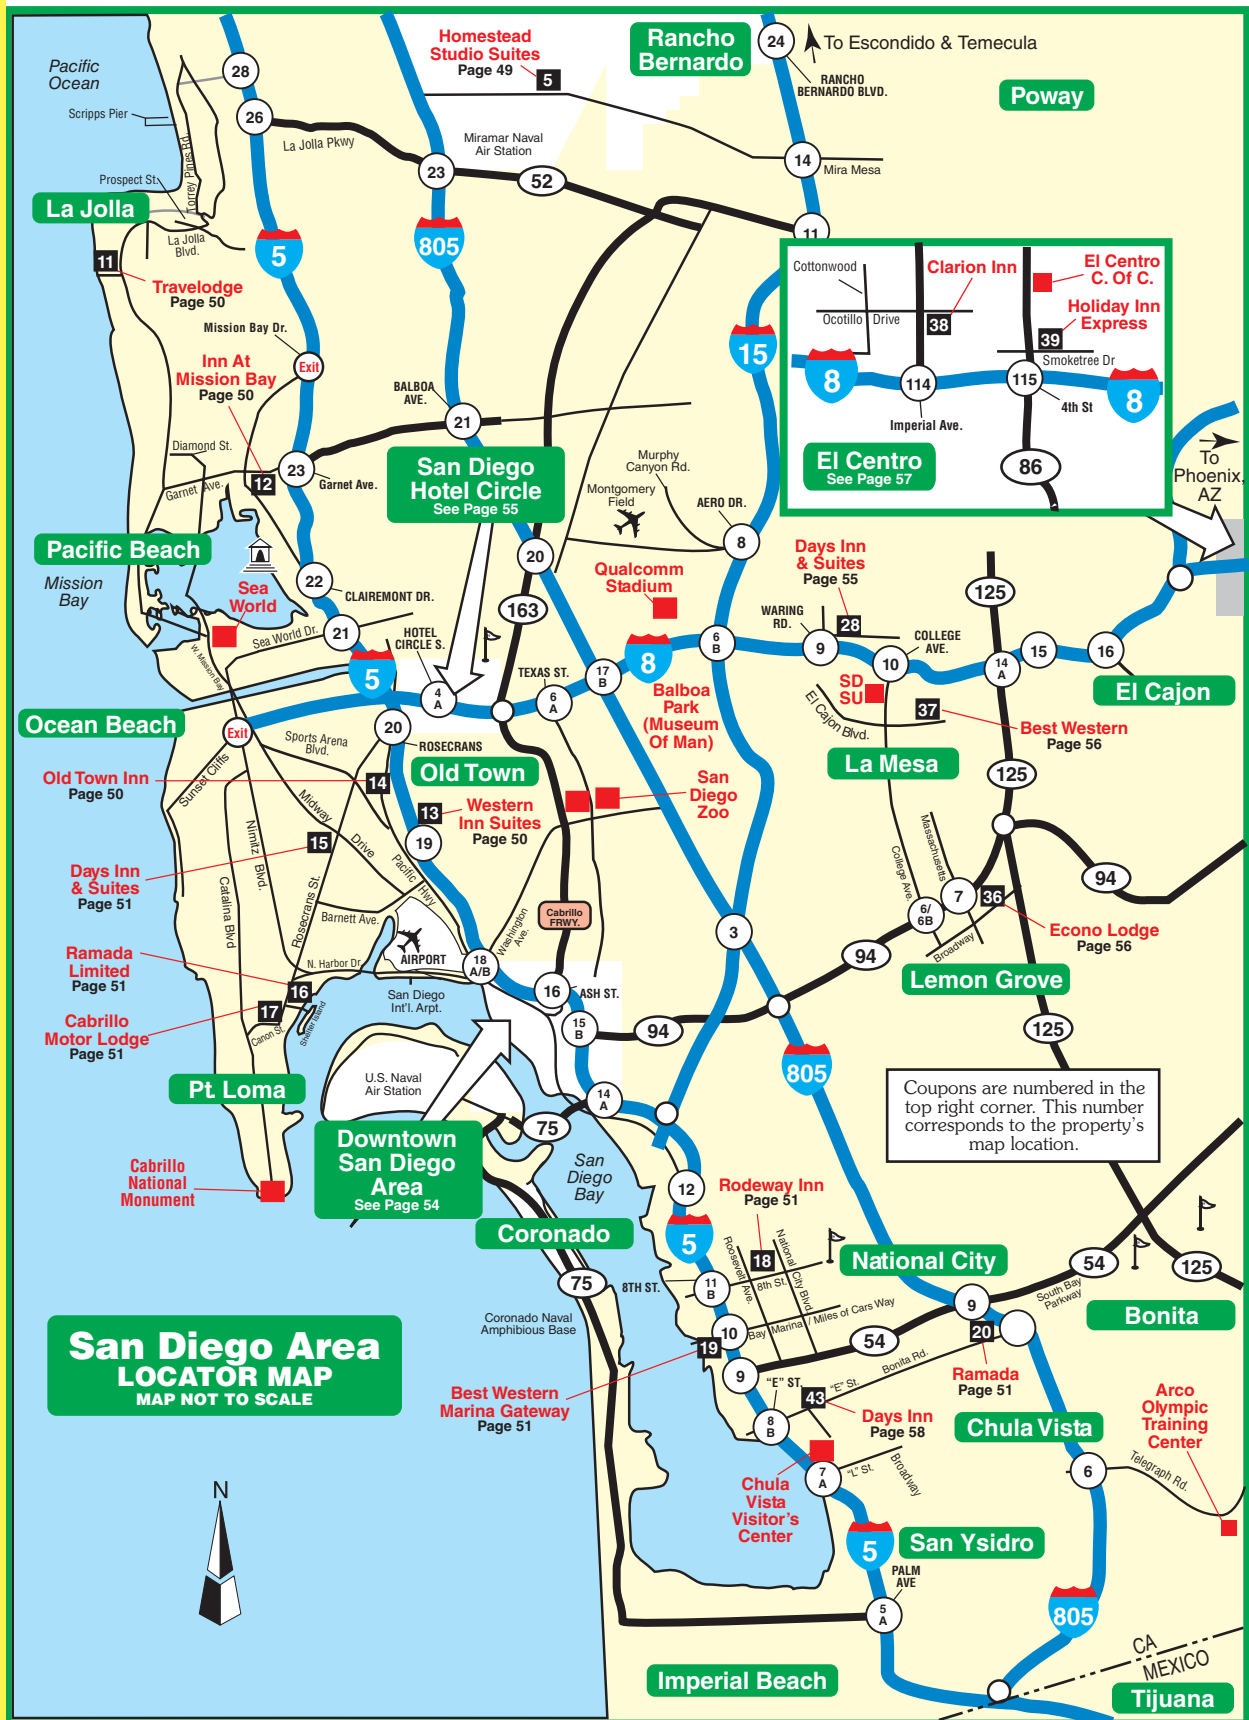 Pacific
Ocean
Scripps Pier
Prospect St.
Torrey Pines Rd.
28
26
La Jolla Pkwy
La Jolla
La Jolla
Blvd.
11
Travelodge
Page 50
5
805
23
52
Miramar Naval
Air Station
Homestead
Studio Suites
Page 49
5
Rancho
Bernardo
24
To Escondido & Temecula
RANCHO
BERNARDO BLVD.
Poway
14
Mira Mesa
11
15
Cottonwood
Ocotillo Drive
Clarion Inn
38
El Centro
C. Of C.
Holiday Inn
Express
39
Smoketree Dr
8
114
115
8
4th St
Imperial Ave.
El Centro
See Page 57
86
To
Phoenix,
AZ
Mission Bay Dr.
Exit
Inn At
Mission Bay
Page 50
BALBOA
AVE.
21
Diamond St.
Garnet Ave.
12
23
Garnet Ave.
San Diego
Hotel Circle
See Page 55
Murphy
Canyon Rd.
Montgomery
Field
AERO DR.
8
Pacific Beach
Mission
Bay
Sea
World
22
CLAIREMONT DR.
21
Sea World Dr.
W. Mission Bay
20
163
Qualcomm
Stadium
Days Inn
& Suites
Page 55
WARING
RD.
28
9
10
COLLEGE
AVE.
125
15
16
14
A
El Cajon
HOTEL
CIRCLE S.
4
A
5
TEXAS ST.
6
A
17
B
8
6
B
SD
SU
El Cajon Blvd.
37
Best Western
Page 56
La Mesa
125
Balboa
Park
(Museum
Of Man)
Ocean Beach
Exit
20
ROSECRANS
Sports Arena
Blvd.
Sunset Cliffs
Old Town
Old Town Inn
Page 50
14
13
Western
Inn Suites
Page 50
San
Diego
Zoo
Midway
Drive
Nimitz Blvd.
15
19
Pacific
Hwy
Days Inn
& Suites
Page 51
Catalina Blvd
Rosecrans St.
Barnett Ave.
Washington
Ave.
Cabrillo
FRWY.
3
College Ave.
Massachusetts
7
6/
6B
36
Broadway
94
Econo Lodge
Page 56
94
Lemon Grove
125
Ramada
Limited
Page 51
AIRPORT
N. Harbor Dr.
18
A/B
San Diego
Int'l. Arpt.
16
ASH ST.
16
17
Cabrillo
Motor Lodge
Page 51
Canon St.
Shelter Island
15
B
94
805
Pt. Loma
U.S. Naval
Air Station
14
A
75
Coupons are numbered in the
top right corner. This number
corresponds to the property's
map location.
Downtown
San Diego
Area
See Page 54
San
Diego
Bay
Cabrillo
National
Monument
12
Rodeway Inn
Page 51
Coronado
5
18
Roosevelt Ave.
National City Blvd.
National City
54
125
75
8TH ST.
11
B
8th St.
South Bay
Parkway
Bonita
Coronado Naval
Amphibious Base
10
Bay Marina / Miles of Cars Way
9
54
20
Ramada
Page 51
San Diego Area
LOCATOR MAP
MAP NOT TO SCALE
19
9
Bonita Rd.
"E" ST.
"E" St.
Best Western
Marina Gateway
Page 51
43
8
B
Days Inn
Page 58
Chula Vista
Arco
Olympic
Training
Center
6
Telegraph Rd.
7
A
"L" St.
Broadway
Chula
Vista
Visitor's
Center
N
5
San Ysidro
PALM
AVE
5
A
805
CA
MEXICO
Imperial Beach
Tijuana